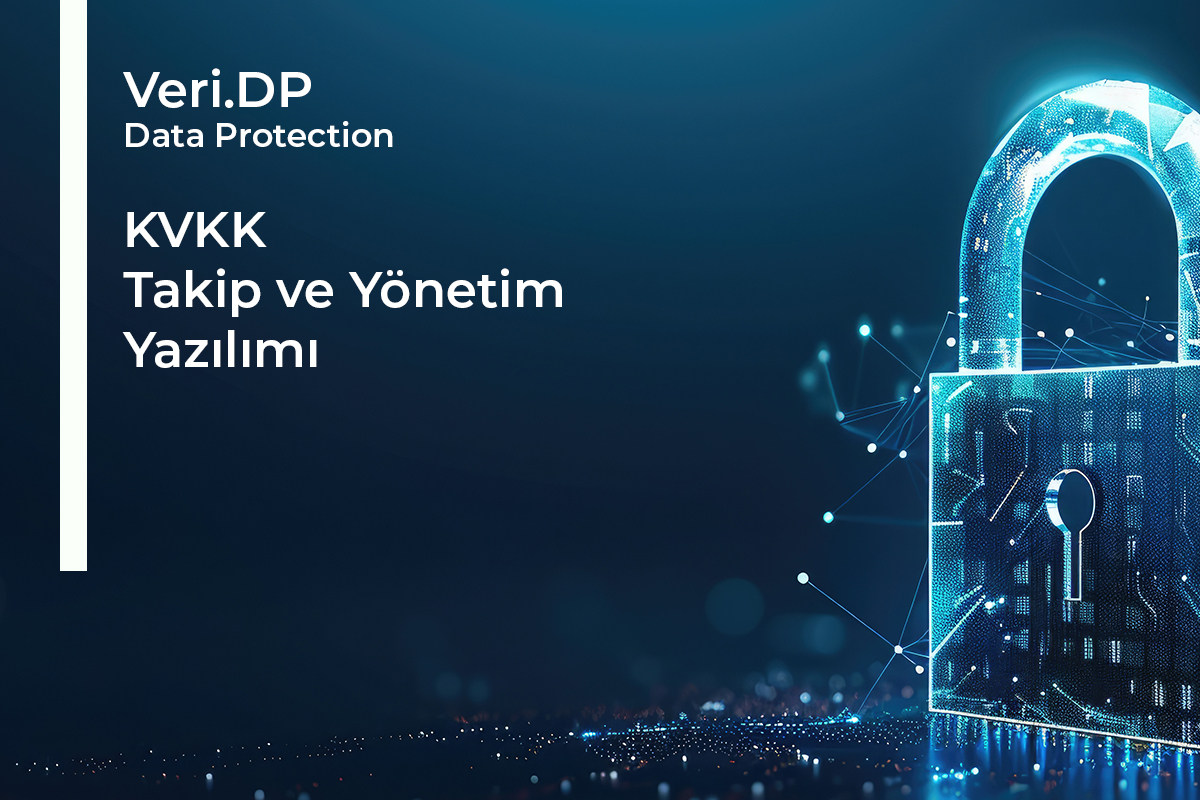 Veri.DP
Data Protection
KVKK
Takip ve Yönetim
Yazılımı